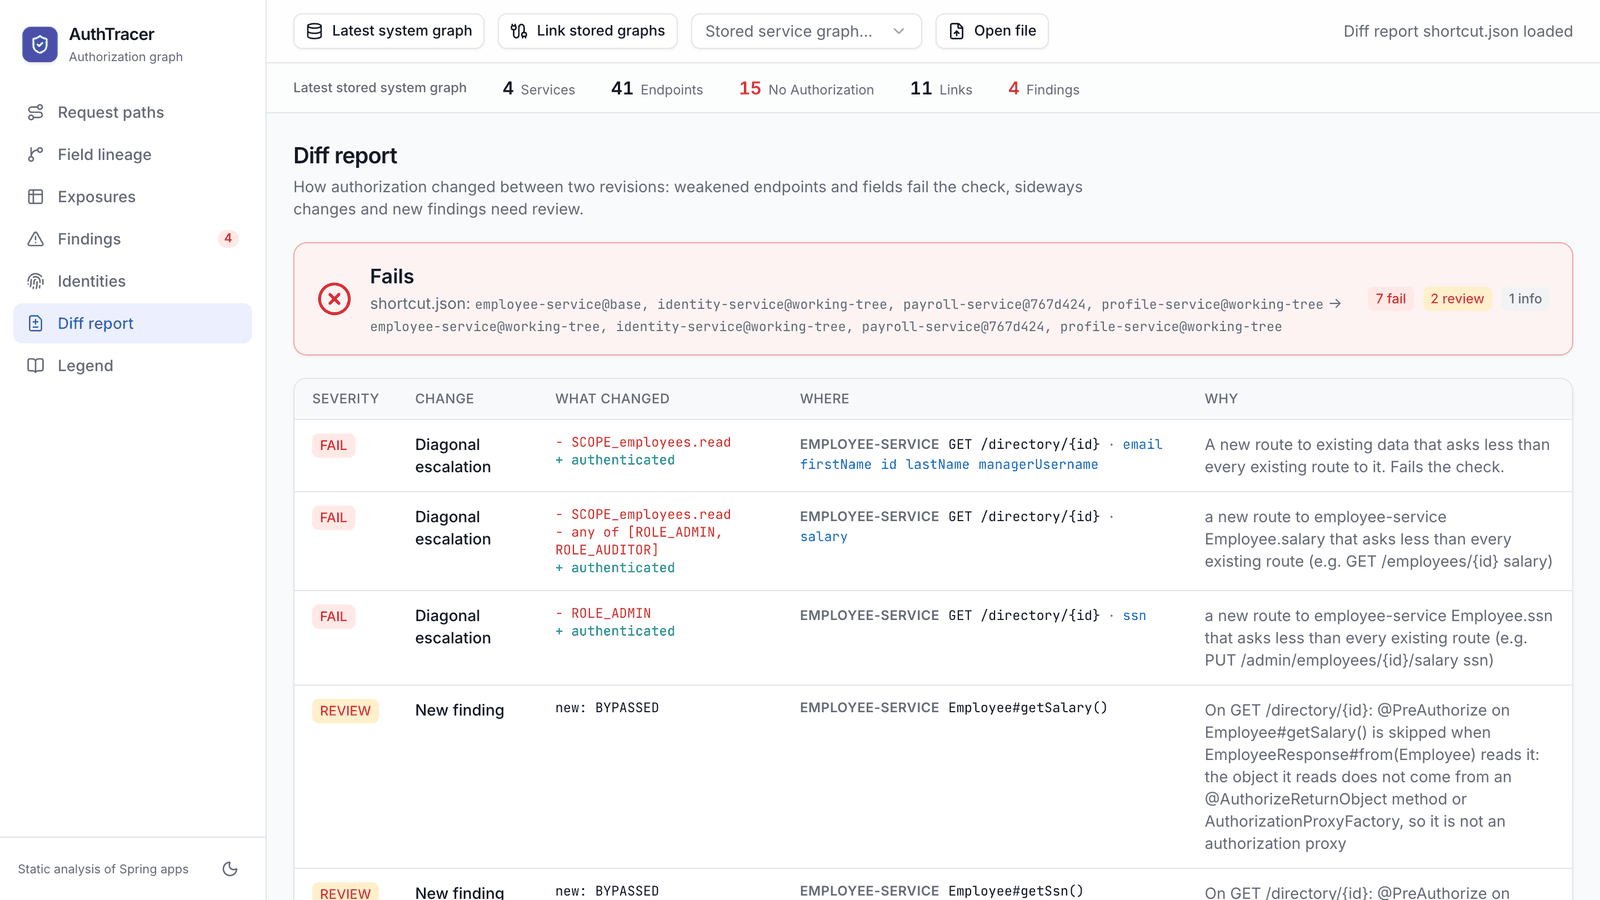 AuthTracer
Authorization graph
Request paths
Field lineage
Exposures
Findings 4
Identities
Diff report
Legend
Static analysis of Spring apps
Latest system graph
Link stored graphs
Stored service graph...
Open file
Diff report shortcut.json loaded
Latest stored system graph 4 Services 41 Endpoints 15 No Authorization 11 Links 4 Findings
Diff report
How authorization changed between two revisions: weakened endpoints and fields fail the check, sideways
changes and new findings need review.
Fails
shortcut.json: employee-service@base, identity-service@working-tree, payroll-service@767d424, profile-service@working-tree →
employee-service@working-tree, identity-service@working-tree, payroll-service@767d424, profile-service@working-tree
7 fail 2 review 1 info
SEVERITY CHANGE WHAT CHANGED WHERE WHY
FAIL
Diagonal
escalation
- SCOPE_employees.read
+ authenticated
EMPLOYEE-SERVICE GET /directory/{id} · email
firstName id lastName managerUsername
A new route to existing data that asks less than
every existing route to it. Fails the check.
FAIL
Diagonal
escalation
- SCOPE_employees.read
- any of [ROLE_ADMIN,
ROLE_AUDITOR]
+ authenticated
EMPLOYEE-SERVICE GET /directory/{id} ·
salary
a new route to employee-service
Employee.salary that asks less than every
existing route (e.g. GET /employees/{id} salary)
FAIL
Diagonal
escalation
- ROLE_ADMIN
+ authenticated
EMPLOYEE-SERVICE GET /directory/{id} · ssn
a new route to employee-service Employee.ssn
that asks less than every existing route (e.g.
PUT /admin/employees/{id}/salary ssn)
REVIEW
New finding
new: BYPASSED
EMPLOYEE-SERVICE Employee#getSalary()
On GET /directory/{id}: @PreAuthorize on
Employee#getSalary() is skipped when
EmployeeResponse#from(Employee) reads it:
the object it reads does not come from an
@AuthorizeReturnObject method or
AuthorizationProxyFactory, so it is not an
authorization proxy
REVIEW
New finding
new: BYPASSED
EMPLOYEE-SERVICE Employee#getSsn()
On GET /directory/{id}: @PreAuthorize on